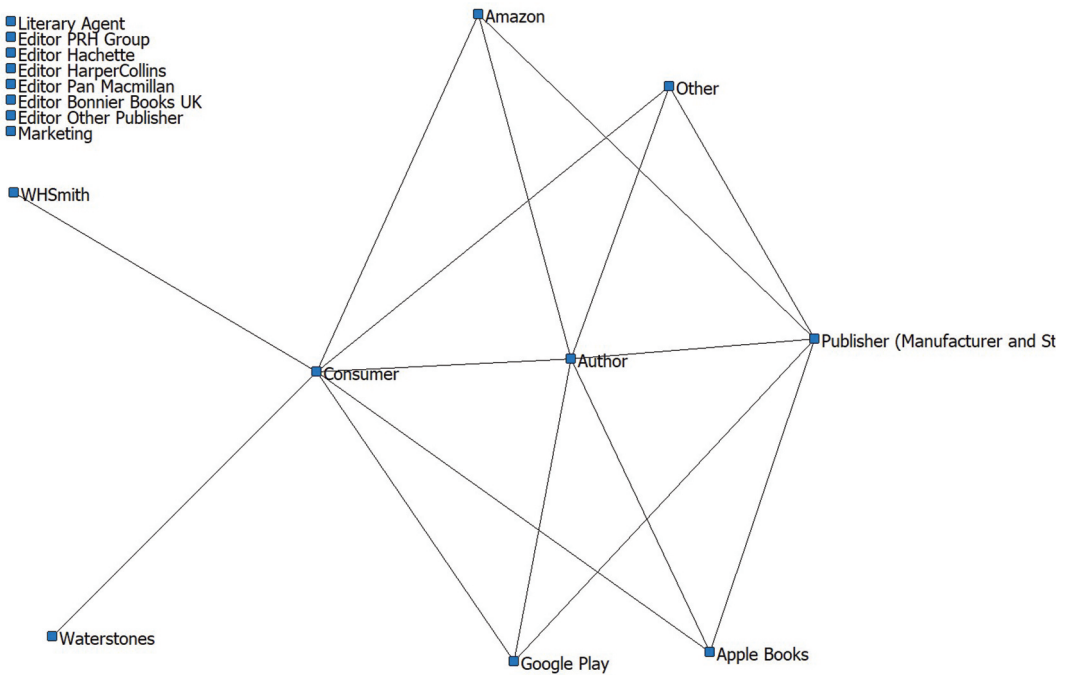 Literary Agent
Editor PRH Group
Editor Hachette
Editor HarperCollins
Editor Pan Macmillan
Editor Bonnier Books UK
Editor Other Publisher
Marketing
Amazon
Other
WHSmith
Publisher (Manufacturer and St
Author
Consumer
Waterstones
Google Play
Apple Books